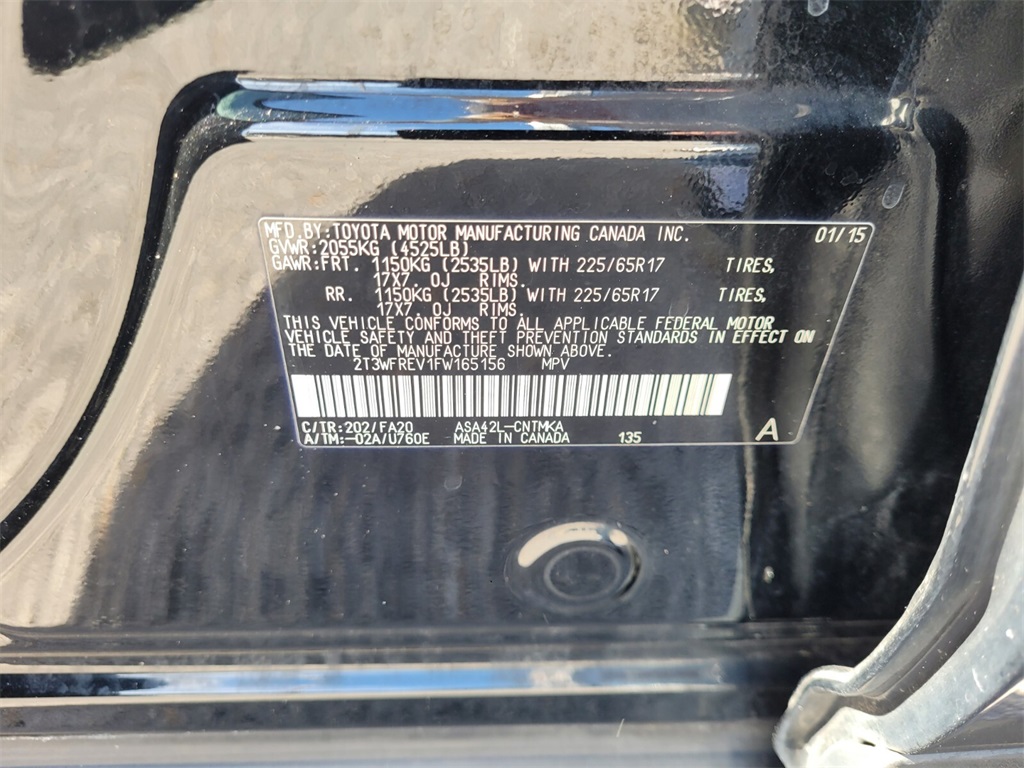 MFD.BY:TOYOTA MOTOR MANUFACTURING CANADA INC. 01/15
GVWR:2055KG (4525LB)
GAWR:FRT. 1150KG (2535LB) WITH 225/65R17 TIRES,
17X7.0J RIMS.
RR. 1150KG (2535LB) WITH 225/65R17 TIRES,
17X7.0J RIMS.
THIS VEHICLE CONFORMS TO ALL APPLICABLE FEDERAL MOTOR
VEHICLE SAFETY AND THEFT PREVENTION STANDARDS IN EFFECT ON
THE DATE OF MANUFACTURE SHOWN ABOVE.
2T3WFREV1FW165156 MPV
C/TR:202/FA20 ASA42L-CNTMKA
A/TM:-02A/U760E MADE IN CANADA 135 A